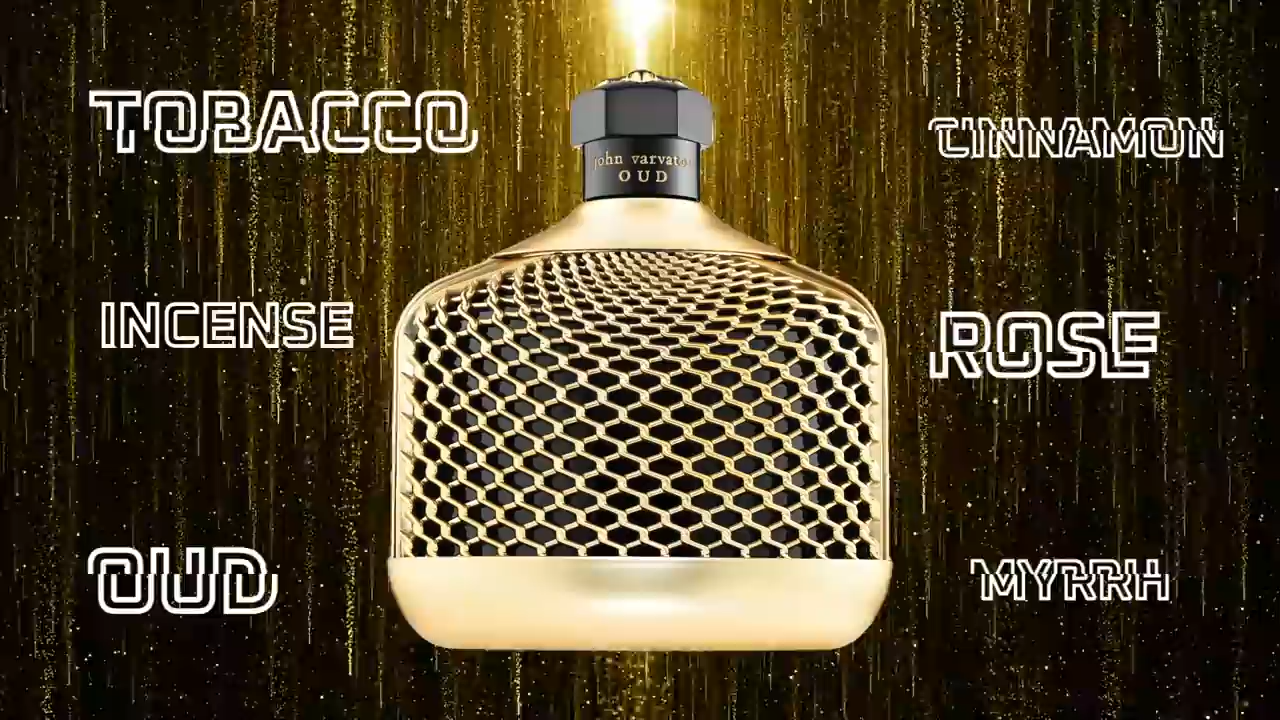 TOBACCO
CINNAMON
john varvatos
OUD
INCENSE
ROSE
OUD
MYRRH